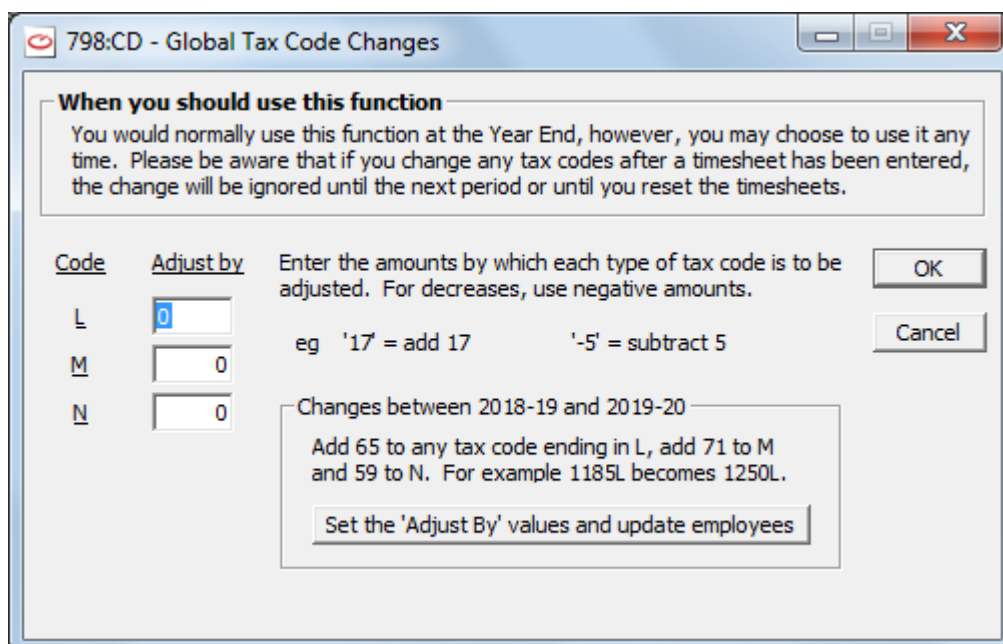 798:CD - Global Tax Code Changes
When you should use this function
You would normally use this function at the Year End, however, you may choose to use it any
time. Please be aware that if you change any tax codes after a timesheet has been entered,
the change will be ignored until the next period or until you reset the timesheets.
Code Adjust by
L 0
M 0
N 0
Enter the amounts by which each type of tax code is to be
adjusted. For decreases, use negative amounts.
eg '17' = add 17 '-5' = subtract 5
OK
Cancel
Changes between 2018-19 and 2019-20
Add 65 to any tax code ending in L, add 71 to M
and 59 to N. For example 1185L becomes 1250L.
Set the 'Adjust By' values and update employees